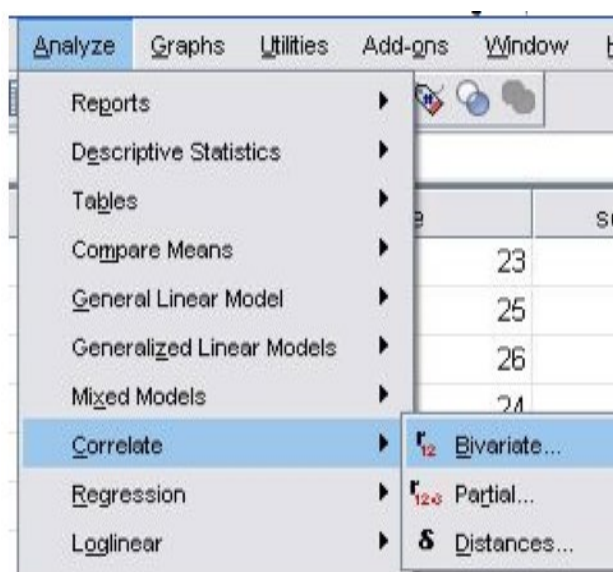 Analyze Graphs Utilities Add-ons Window
Reports
Descriptive Statistics
Tables
Compare Means
23
General Linear Model
25
Generalized Linear Models
26
Mixed Models
24
Correlate
r12 Bivariate...
Regression
r12.3 Partial...
Loglinear
δ Distances...